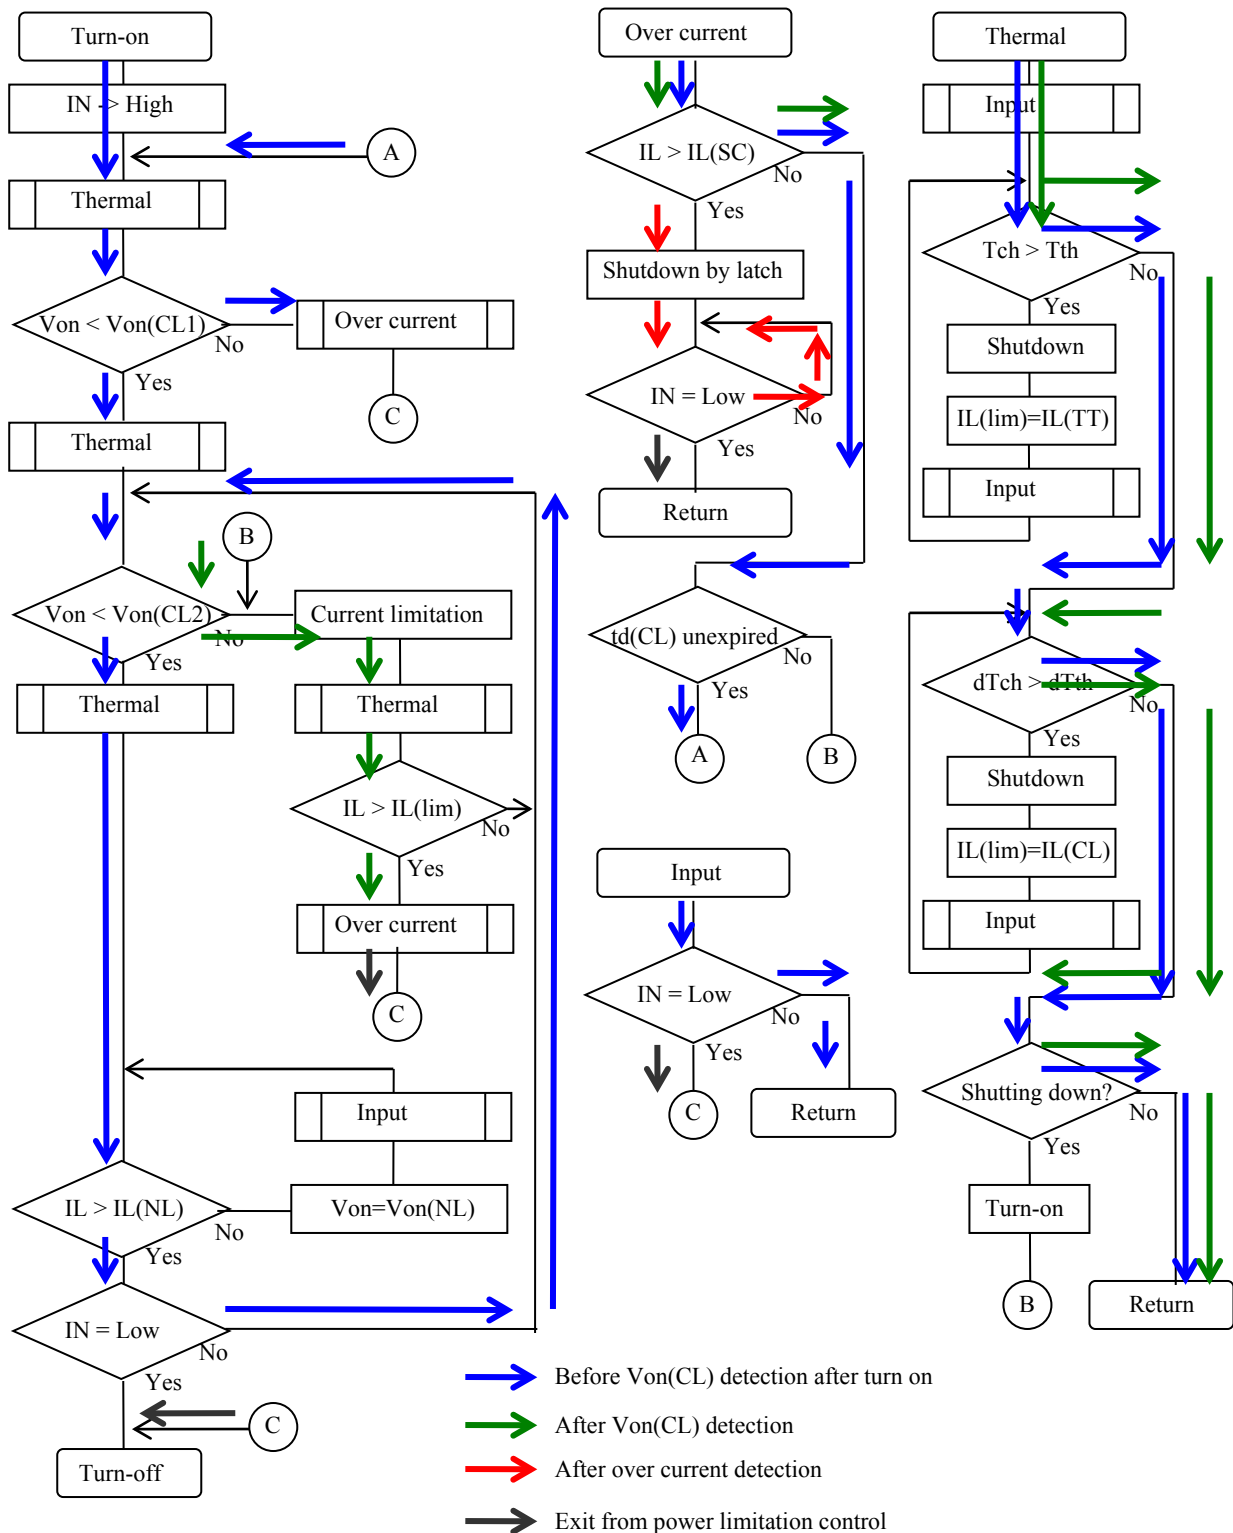 Turn-on
IN -> High
A
Thermal
Von < Von(CL1)
No
Yes
Over current
C
Thermal
B
Von < Von(CL2)
No
Yes
Current limitation
Thermal
Thermal
IL > IL(lim)
No
Yes
Over current
C
Input
Von=Von(NL)
IL > IL(NL)
No
Yes
IN = Low
No
Yes
C
Turn-off
Over current
IL > IL(SC)
No
Yes
Shutdown by latch
IN = Low
No
Yes
Return
td(CL) unexpired
No
Yes
A
B
Input
IN = Low
No
Yes
C
Return
Thermal
Input
Tch > Tth
No
Yes
Shutdown
IL(lim)=IL(TT)
Input
dTch > dTth
No
Yes
Shutdown
IL(lim)=IL(CL)
Input
Shutting down?
No
Yes
Turn-on
B
Return
Before Von(CL) detection after turn on
After Von(CL) detection
After over current detection
Exit from power limitation control